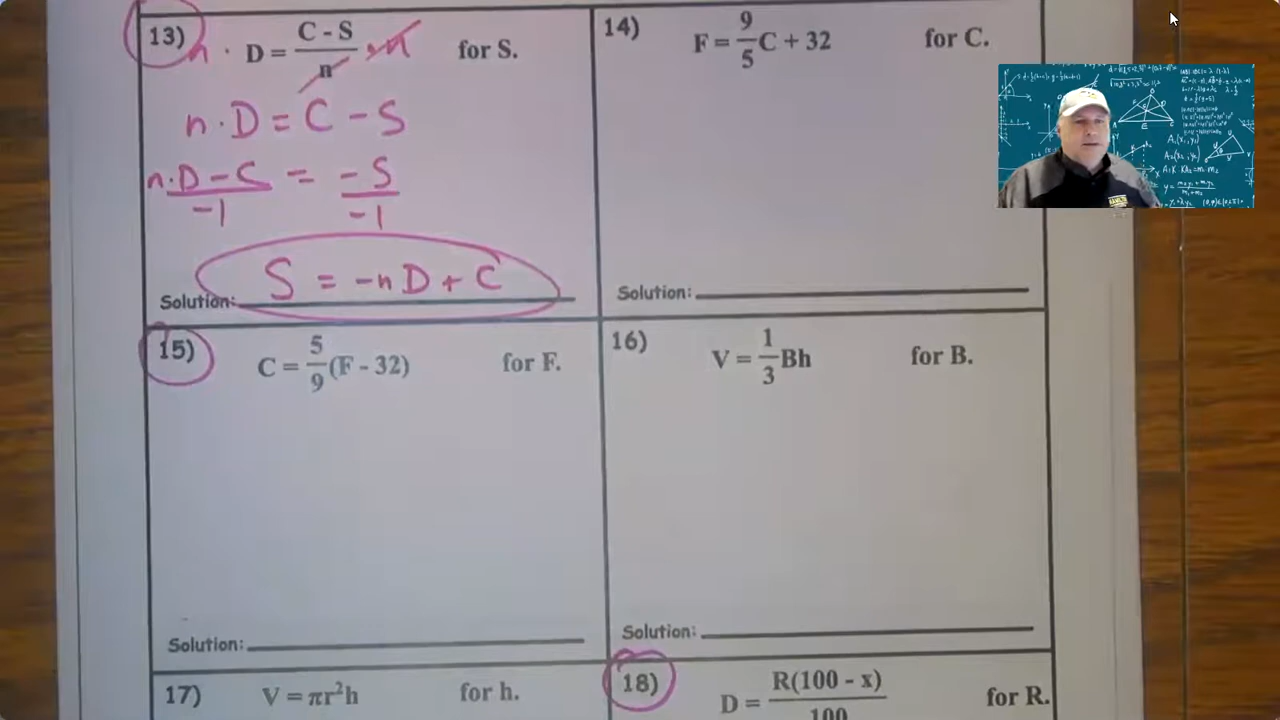 13) n · D = C - S / n · n for S.
n · D = C - S
n·D - C / -1 = -S / -1
S = -nD + C
Solution:
14) F = 9/5 C + 32 for C.
Solution:
15) C = 5/9 (F - 32) for F.
Solution:
16) V = 1/3 Bh for B.
Solution:
17) V = πr²h for h.
18) D = R(100 - x) / 100 for R.